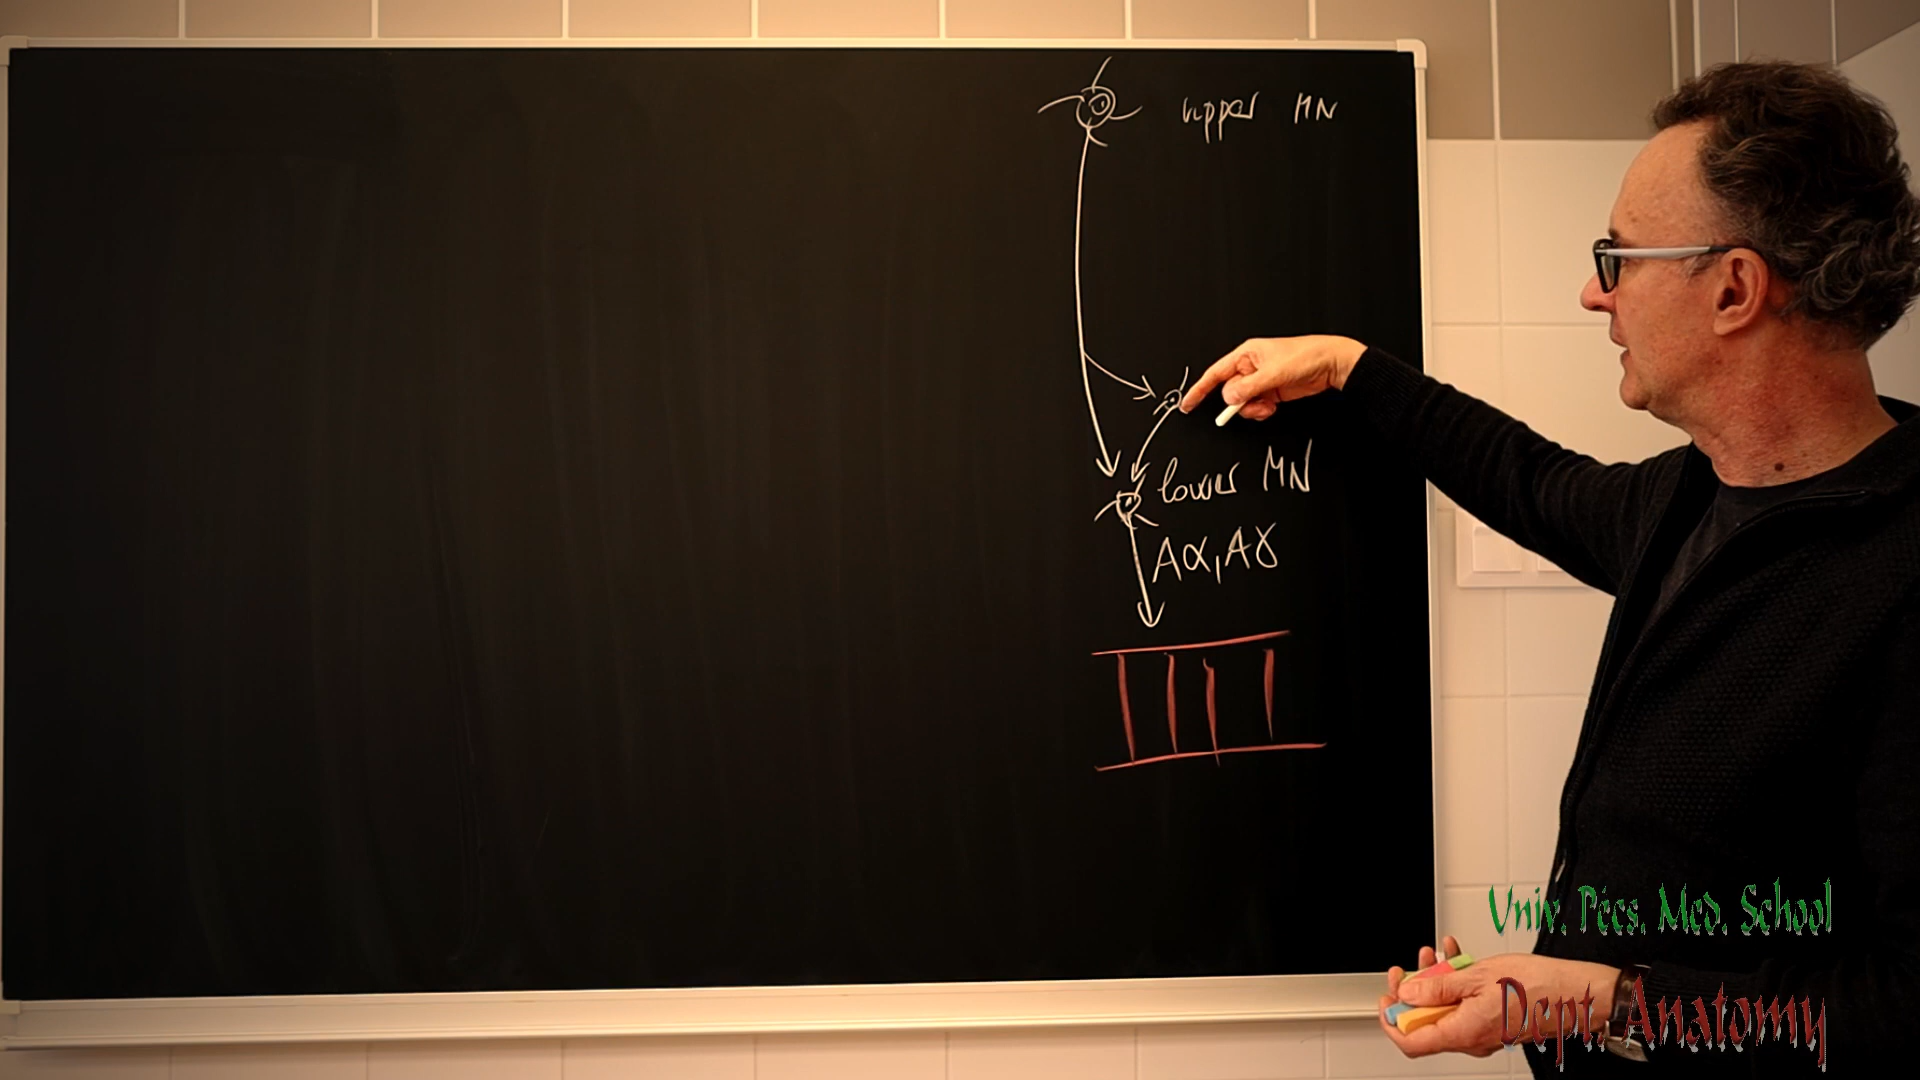 upper MN
lower MN
Aα, Aγ
Univ. Pécs. Med. School
Dept. Anatomy